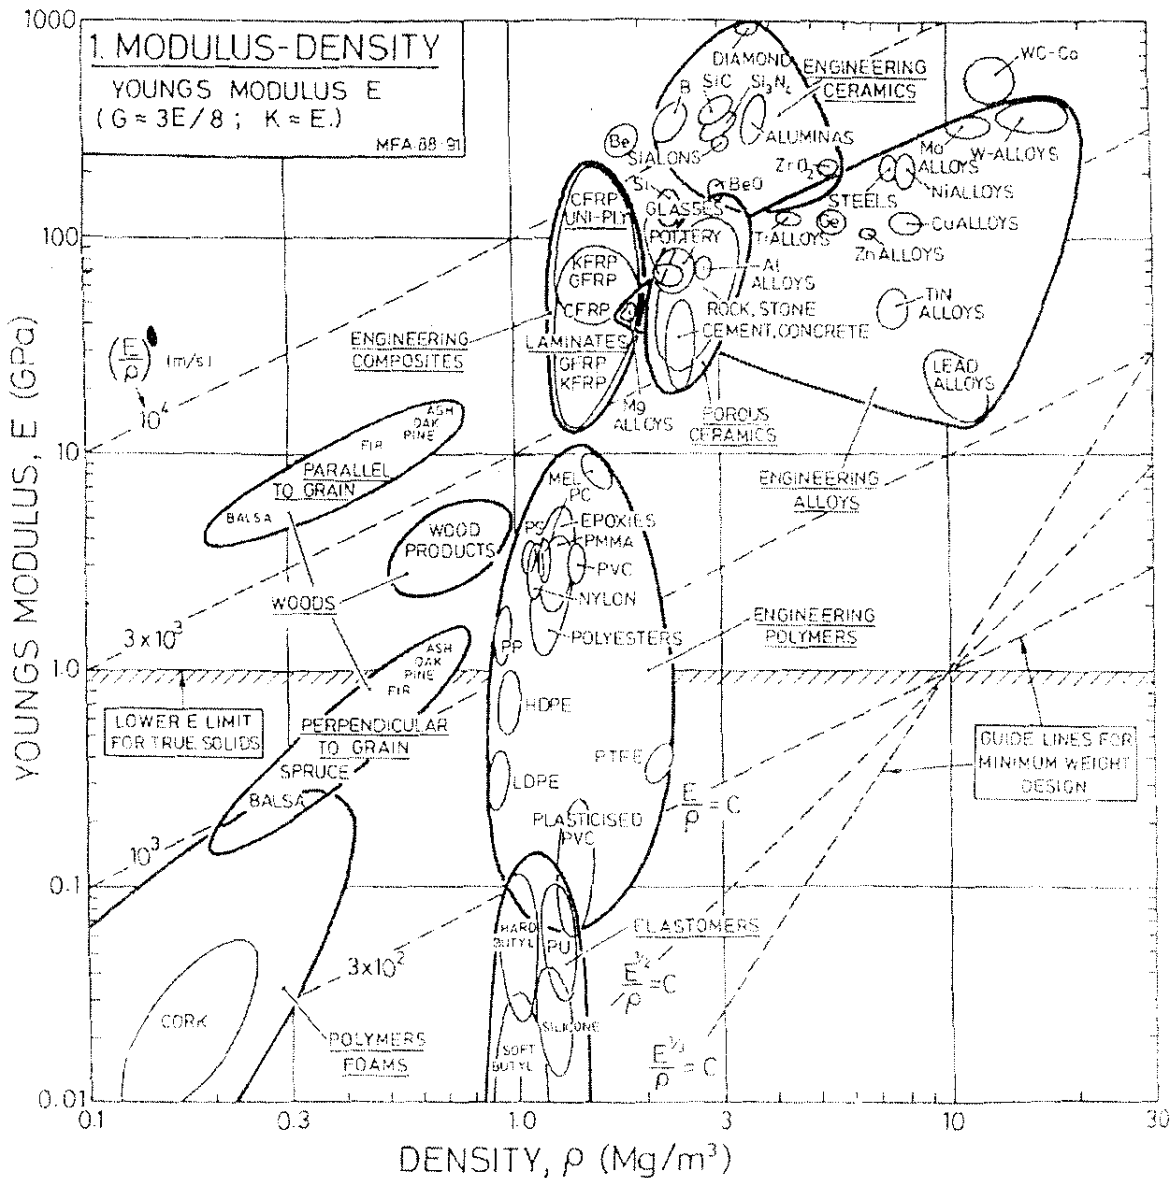 1. MODULUS-DENSITY
YOUNGS MODULUS E
(G ≈ 3E/8 ; K ≈ E.)
MFA-88-91
YOUNGS MODULUS, E (GPa)
1000
100
10
1.0
0.1
0.01
DENSITY, ρ (Mg/m³)
0.1
0.3
1.0
3
10
30
DIAMOND
B
SiC
Si₃N₄
ENGINEERING
CERAMICS
WC-Co
Be
SIALONS
ALUMINAS
ZrO₂
Mo
ALLOYS
W-ALLOYS
Si
BeO
STEELS
Ni ALLOYS
CFRP
UNI-PLY
GLASSES
POTTERY
Ti ALLOYS
Cu ALLOYS
Zn ALLOYS
KFRP
GFRP
Al
ALLOYS
CFRP
ROCK, STONE
CEMENT, CONCRETE
TIN
ALLOYS
ENGINEERING
COMPOSITES
LAMINATES
GFRP
KFRP
LEAD
ALLOYS
Mg
ALLOYS
POROUS
CERAMICS
(E/ρ) (m/s)
10⁴
ASH
OAK
PINE
FIR
PARALLEL
TO GRAIN
BALSA
ENGINEERING
ALLOYS
MEL
PC
WOOD
PRODUCTS
PS
EPOXIES
PMMA
PVC
NYLON
WOODS
POLYESTERS
ENGINEERING
POLYMERS
3×10³
PP
ASH
OAK
PINE
FIR
LOWER E LIMIT
FOR TRUE SOLIDS
PERPENDICULAR
TO GRAIN
HDPE
GUIDE LINES FOR
MINIMUM WEIGHT
DESIGN
SPRUCE
BALSA
LDPE
PTFE
E/ρ = C
PLASTICISED
PVC
10³
HARD
BUTYL
PU
ELASTOMERS
3×10²
E^½/ρ = C
CORK
SILICONE
POLYMERS
FOAMS
SOFT
BUTYL
E^⅓/ρ = C